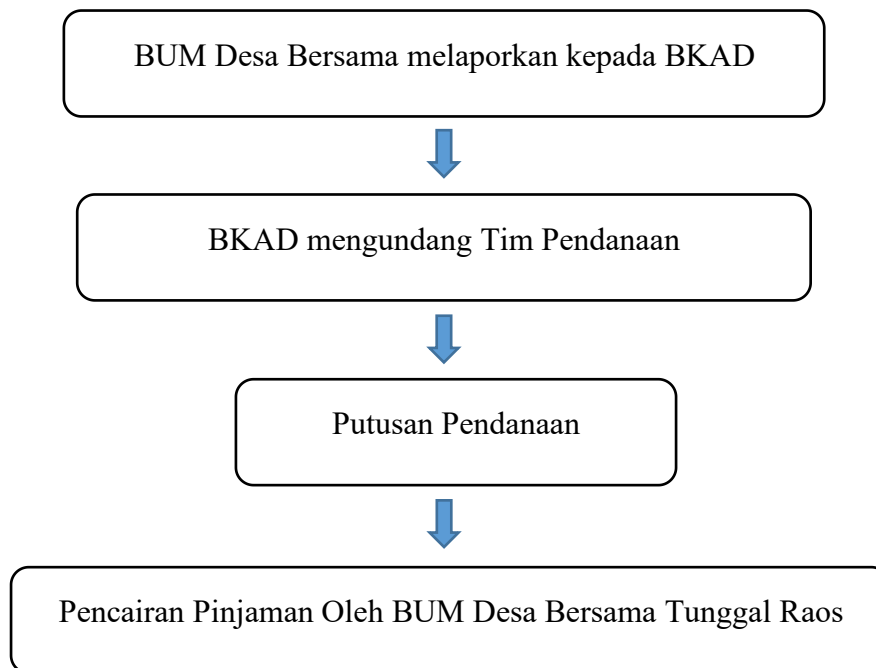 BUM Desa Bersama melaporkan kepada BKAD
BKAD mengundang Tim Pendanaan
Putusan Pendanaan
Pencairan Pinjaman Oleh BUM Desa Bersama Tunggal Raos